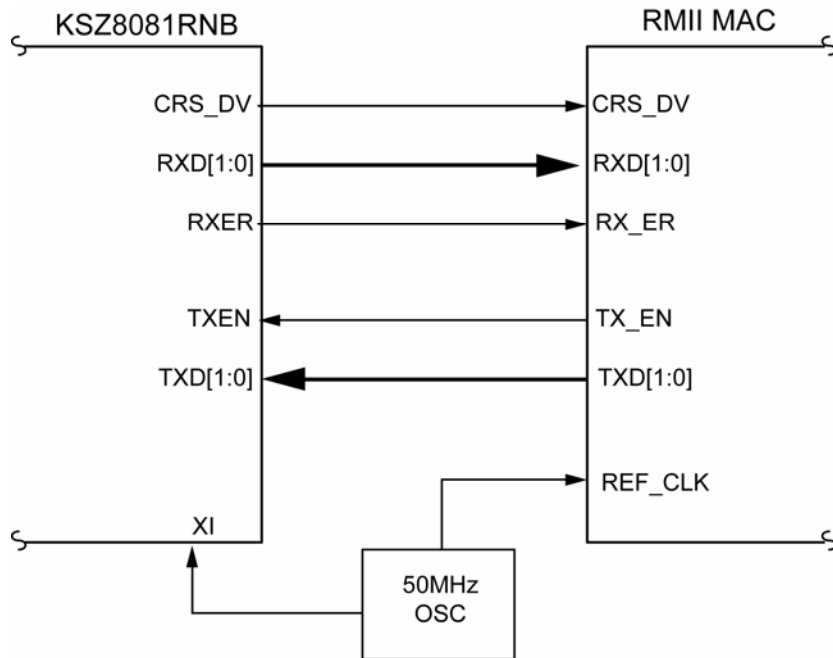 KSZ8081RNB
RMII MAC
CRS_DV
CRS_DV
RXD[1:0]
RXD[1:0]
RXER
RX_ER
TXEN
TX_EN
TXD[1:0]
TXD[1:0]
REF_CLK
XI
50MHz
OSC